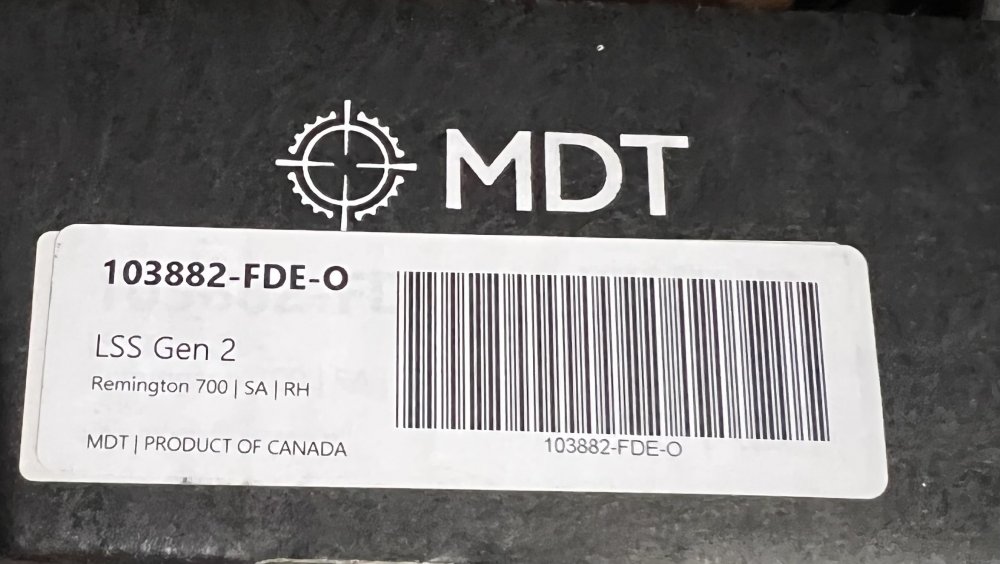 MDT
103882-FDE-O
LSS Gen 2
Remington 700 | SA | RH
MDT | PRODUCT OF CANADA
103882-FDE-O